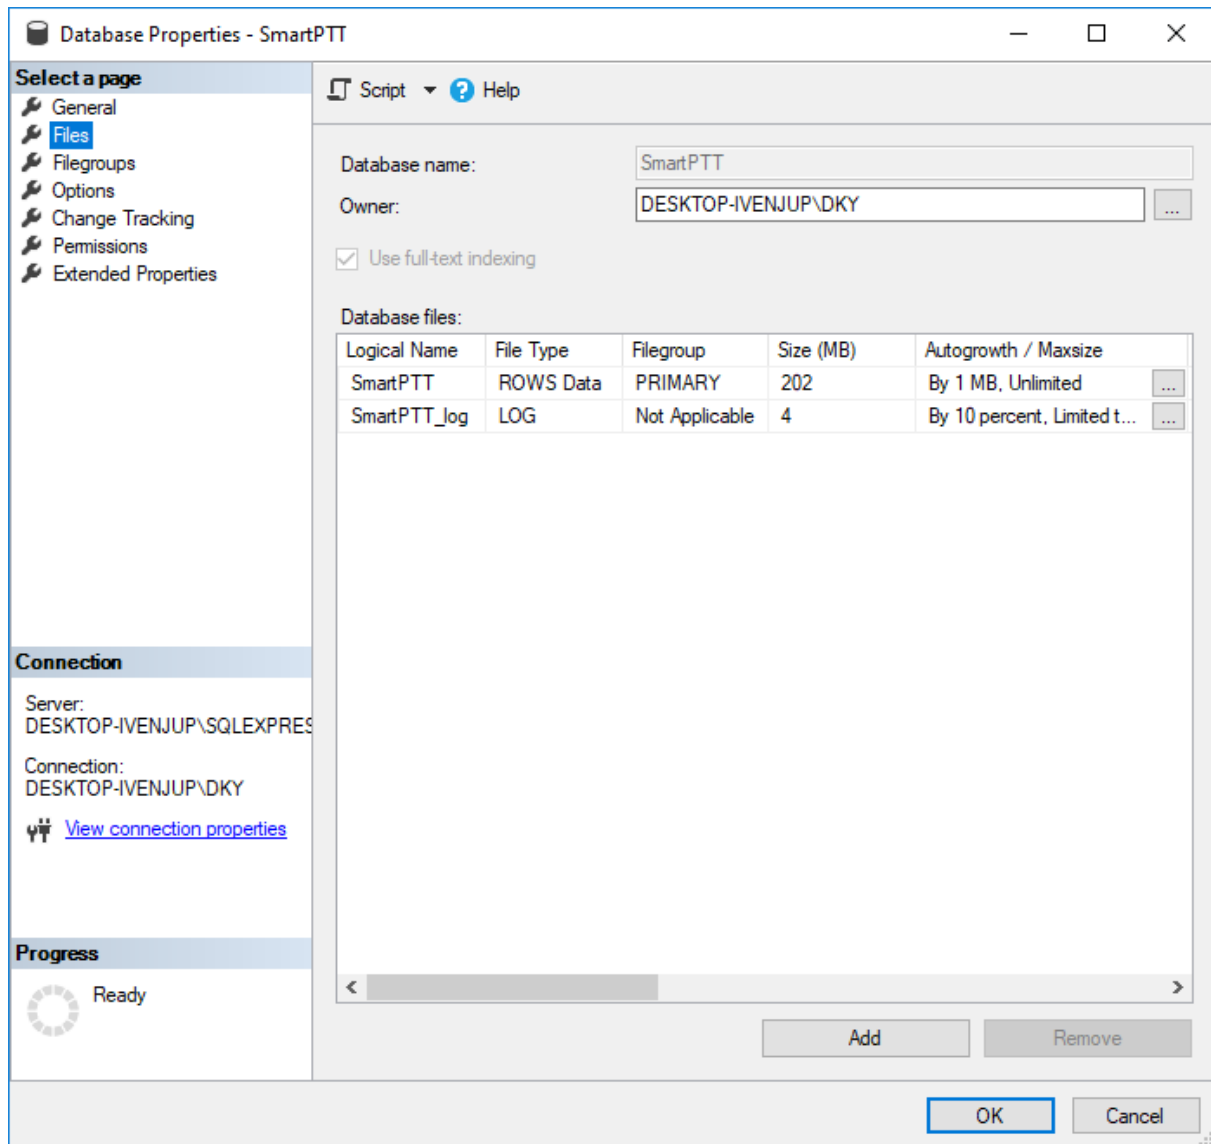 Database Properties - SmartPTT
Select a page
General
Files
Filegroups
Options
Change Tracking
Permissions
Extended Properties
Script
Help
Database name:
SmartPTT
Owner:
DESKTOP-IVENJUP\DKY
...
Use full-text indexing
Database files:
Logical Name File Type Filegroup Size (MB) Autogrowth / Maxsize
SmartPTT ROWS Data PRIMARY 202 By 1 MB, Unlimited ...
SmartPTT_log LOG Not Applicable 4 By 10 percent, Limited t... ...
Connection
Server:
DESKTOP-IVENJUP\SQLEXPRES
Connection:
DESKTOP-IVENJUP\DKY
View connection properties
Progress
Ready
Add
Remove
OK
Cancel